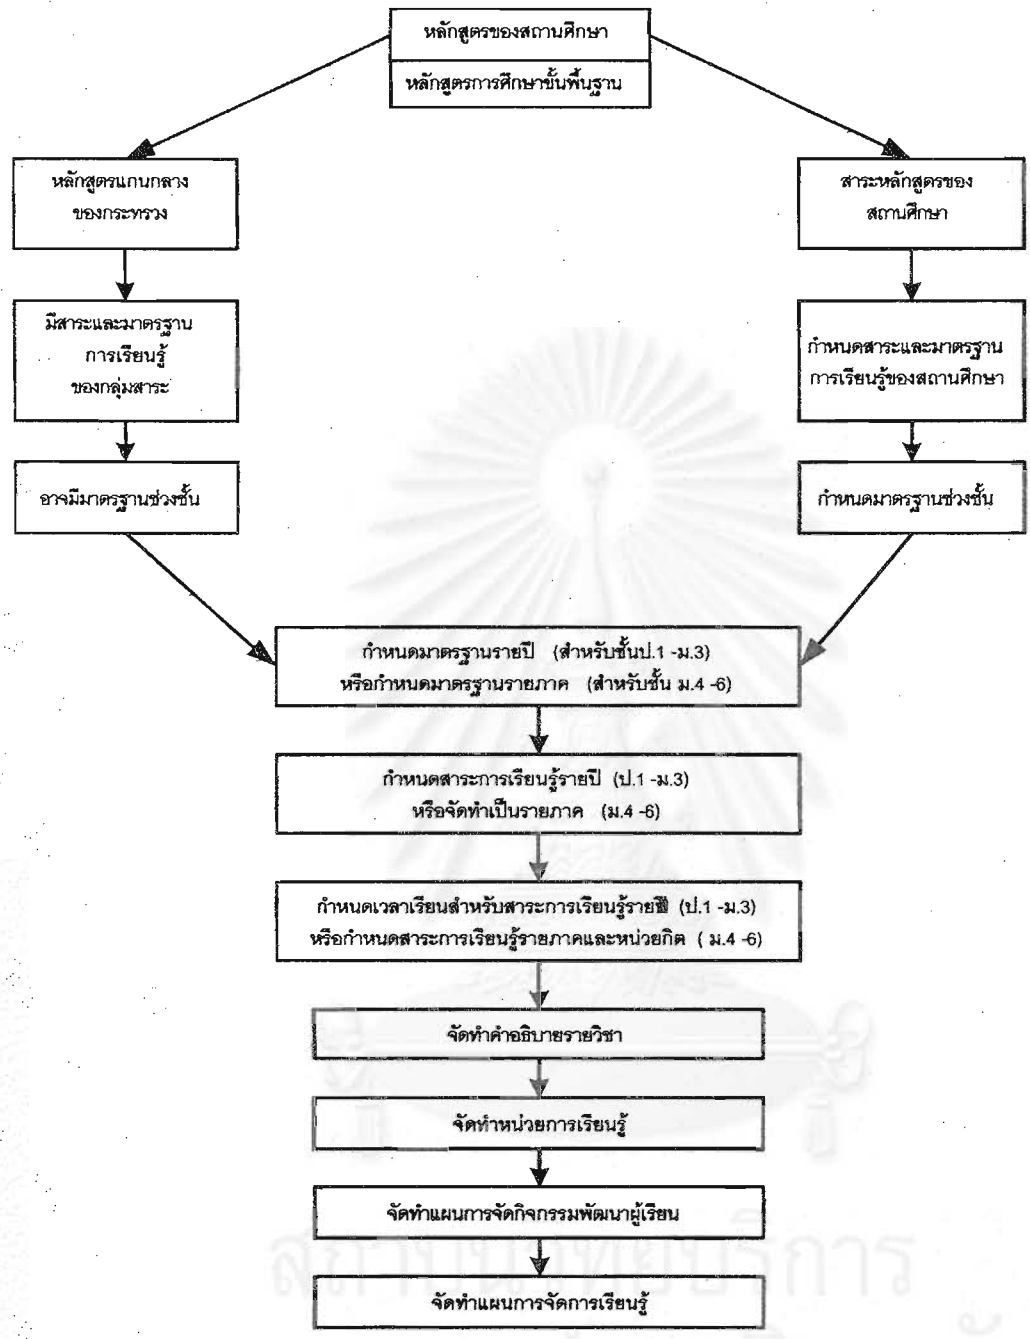 หลักสูตรของสถานศึกษา
หลักสูตรการศึกษาขั้นพื้นฐาน
หลักสูตรแกนกลาง
ของกระทรวง
สาระหลักสูตรของ
สถานศึกษา
มีสาระและมาตรฐาน
การเรียนรู้
ของกลุ่มสาระ
กำหนดสาระและมาตรฐาน
การเรียนรู้ของสถานศึกษา
อาจมีมาตรฐานช่วงชั้น
กำหนดมาตรฐานช่วงชั้น
กำหนดมาตรฐานรายปี (สำหรับชั้นป.1 -ม.3)
หรือกำหนดมาตรฐานรายภาค (สำหรับชั้น ม.4 -6)
กำหนดสาระการเรียนรู้รายปี (ป.1 -ม.3)
หรือจัดทำเป็นรายภาค (ม.4 -6)
กำหนดเวลาเรียนสำหรับสาระการเรียนรู้รายปี (ป.1 -ม.3)
หรือกำหนดสาระการเรียนรู้รายภาคและหน่วยกิต ( ม.4 -6)
จัดทำคำอธิบายรายวิชา
จัดทำหน่วยการเรียนรู้
จัดทำแผนการจัดกิจกรรมพัฒนาผู้เรียน
สถาบันวิทยบริการ
จัดทำแผนการจัดการเรียนรู้